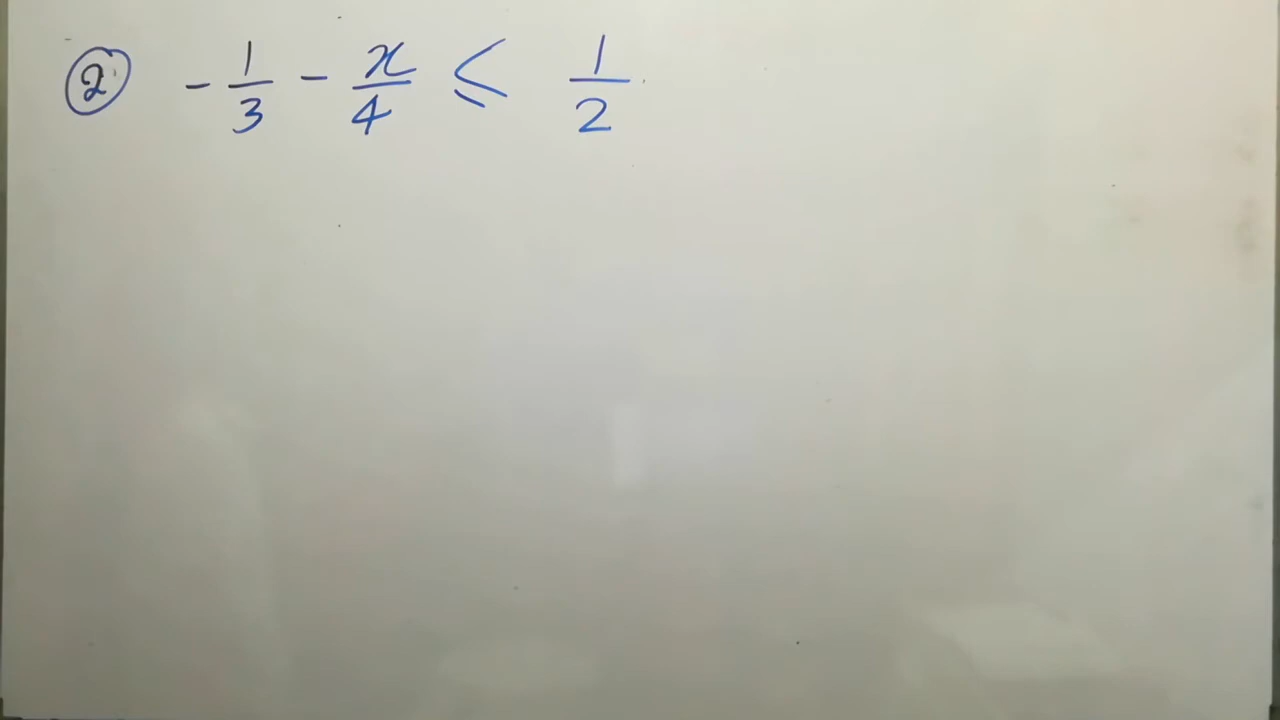 ② -1/3 - x/4 ≤ 1/2